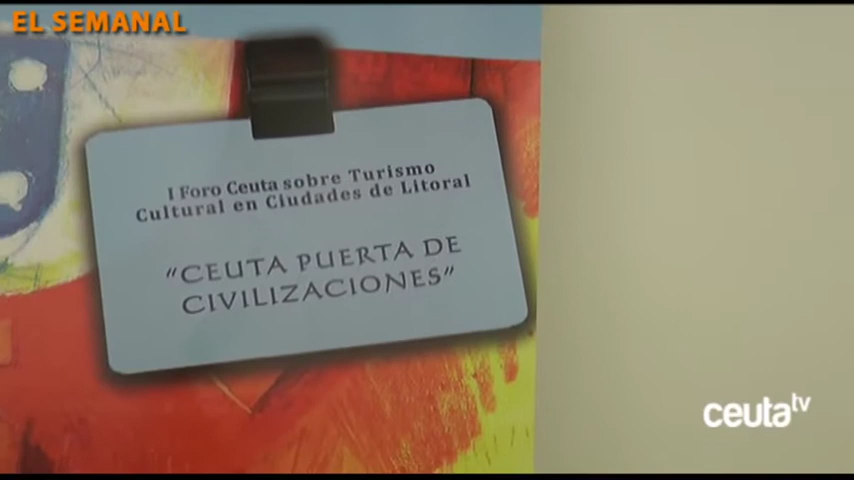 EL SEMANAL
I Foro Ceuta sobre Turismo
Cultural en Ciudades de Litoral
"CEUTA PUERTA DE
CIVILIZACIONES"
ceuta tv